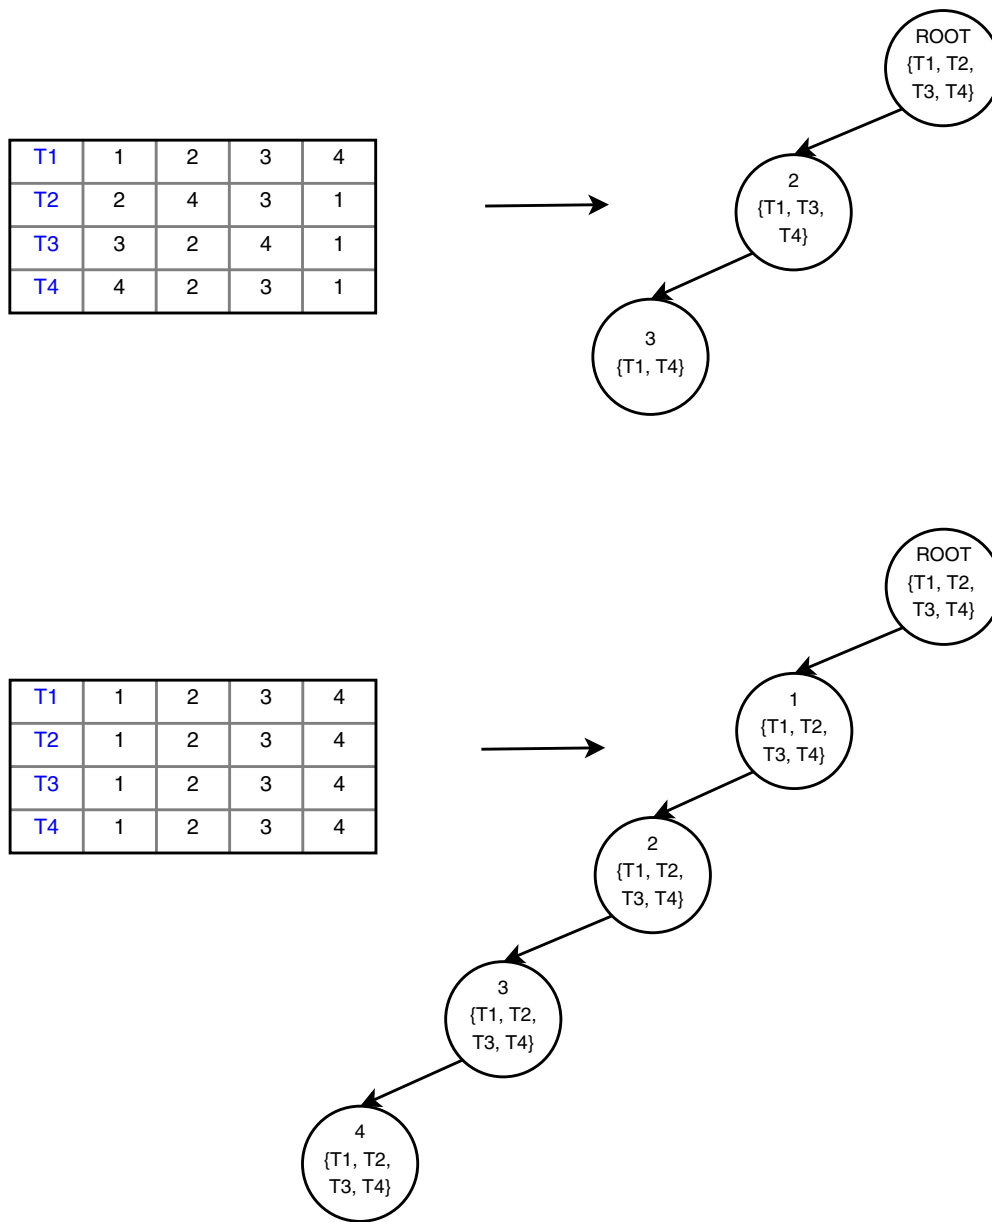 ROOT
{T1, T2,
T3, T4}
T1 1 2 3 4
T2 2 4 3 1
T3 3 2 4 1
T4 4 2 3 1
2
{T1, T3,
T4}
3
{T1, T4}
ROOT
{T1, T2,
T3, T4}
T1 1 2 3 4
T2 1 2 3 4
T3 1 2 3 4
T4 1 2 3 4
1
{T1, T2,
T3, T4}
2
{T1, T2,
T3, T4}
3
{T1, T2,
T3, T4}
4
{T1, T2,
T3, T4}